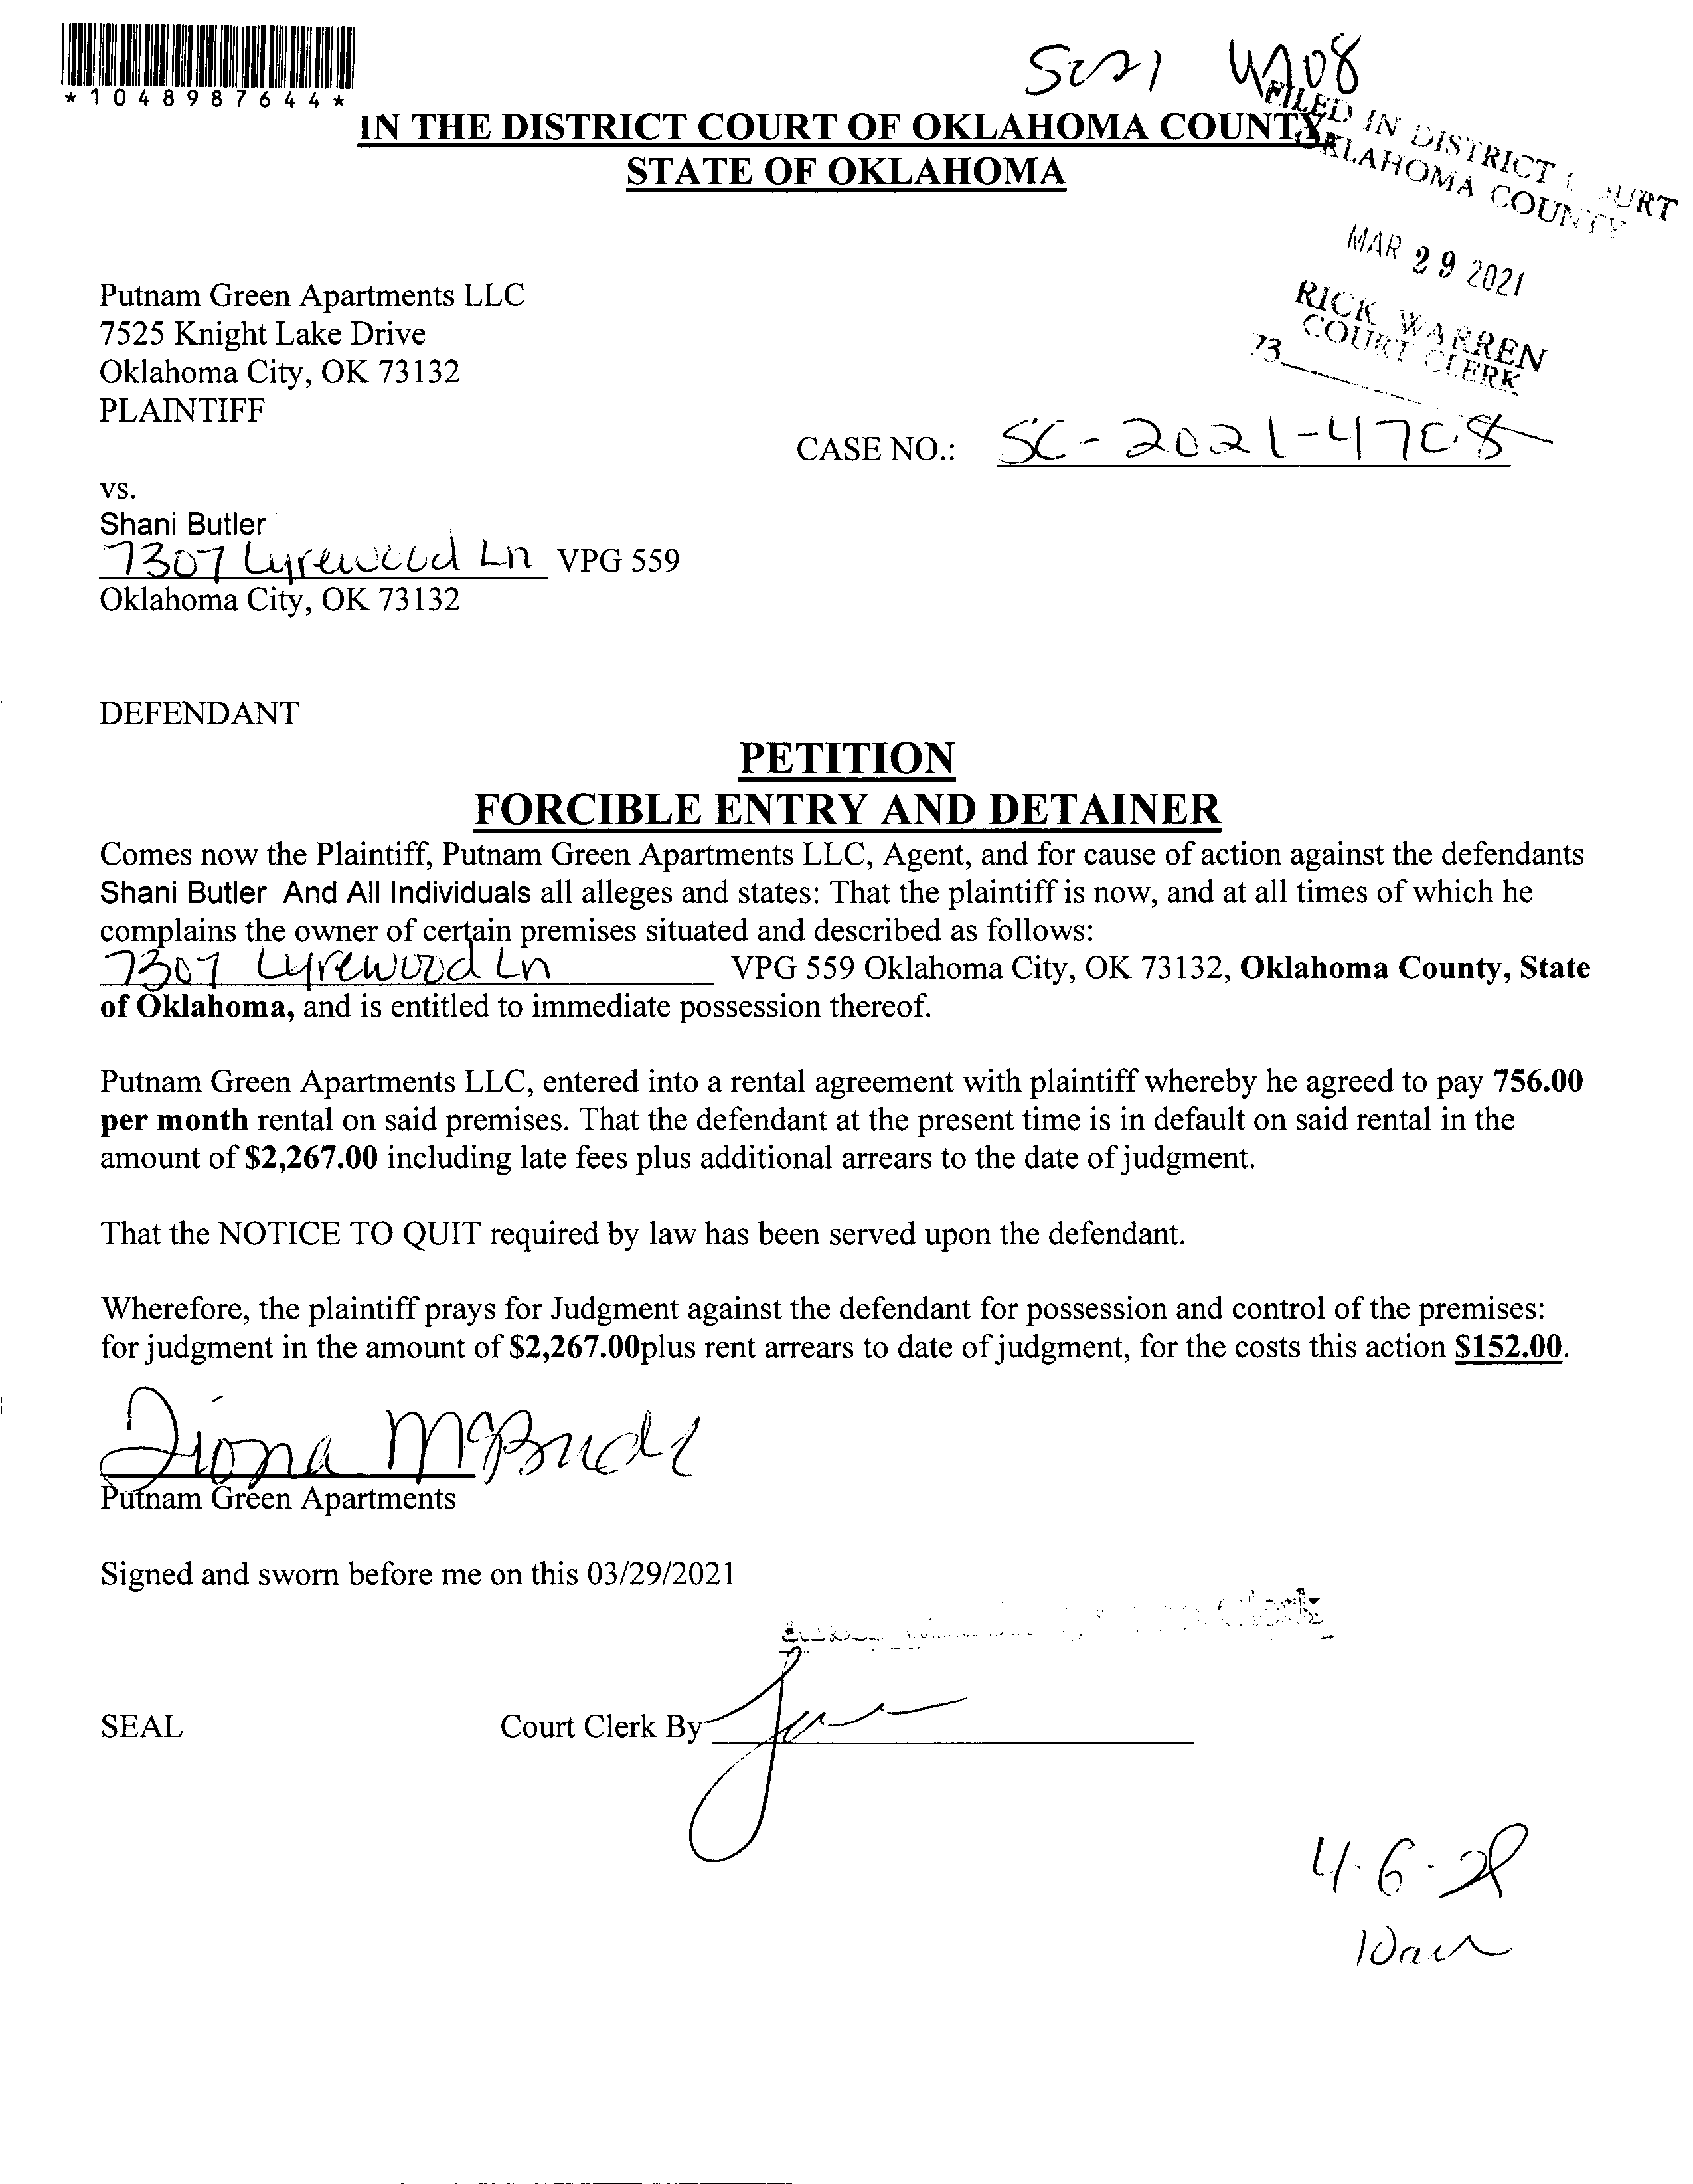 *1048987644*
SC21 4708
IN THE DISTRICT COURT OF OKLAHOMA COUNTY
STATE OF OKLAHOMA
FILED IN DISTRICT COURT
OKLAHOMA COUNTY
MAR 29 2021
RICK WARREN
COURT CLERK
73
Putnam Green Apartments LLC
7525 Knight Lake Drive
Oklahoma City, OK 73132
PLAINTIFF
CASE NO.: SC-2021-4708
vs.
Shani Butler
7307 Lyrewood Ln VPG 559
Oklahoma City, OK 73132
DEFENDANT
PETITION
FORCIBLE ENTRY AND DETAINER
Comes now the Plaintiff, Putnam Green Apartments LLC, Agent, and for cause of action against the defendants
Shani Butler And All Individuals all alleges and states: That the plaintiff is now, and at all times of which he
complains the owner of certain premises situated and described as follows:
7307 Lyrewood Ln VPG 559 Oklahoma City, OK 73132, Oklahoma County, State
of Oklahoma, and is entitled to immediate possession thereof.
Putnam Green Apartments LLC, entered into a rental agreement with plaintiff whereby he agreed to pay 756.00
per month rental on said premises. That the defendant at the present time is in default on said rental in the
amount of $2,267.00 including late fees plus additional arrears to the date of judgment.
That the NOTICE TO QUIT required by law has been served upon the defendant.
Wherefore, the plaintiff prays for Judgment against the defendant for possession and control of the premises:
for judgment in the amount of $2,267.00plus rent arrears to date of judgment, for the costs this action $152.00.
Diona McBride
Putnam Green Apartments
Signed and sworn before me on this 03/29/2021
Clerk
SEAL Court Clerk By
4-6-21
10am